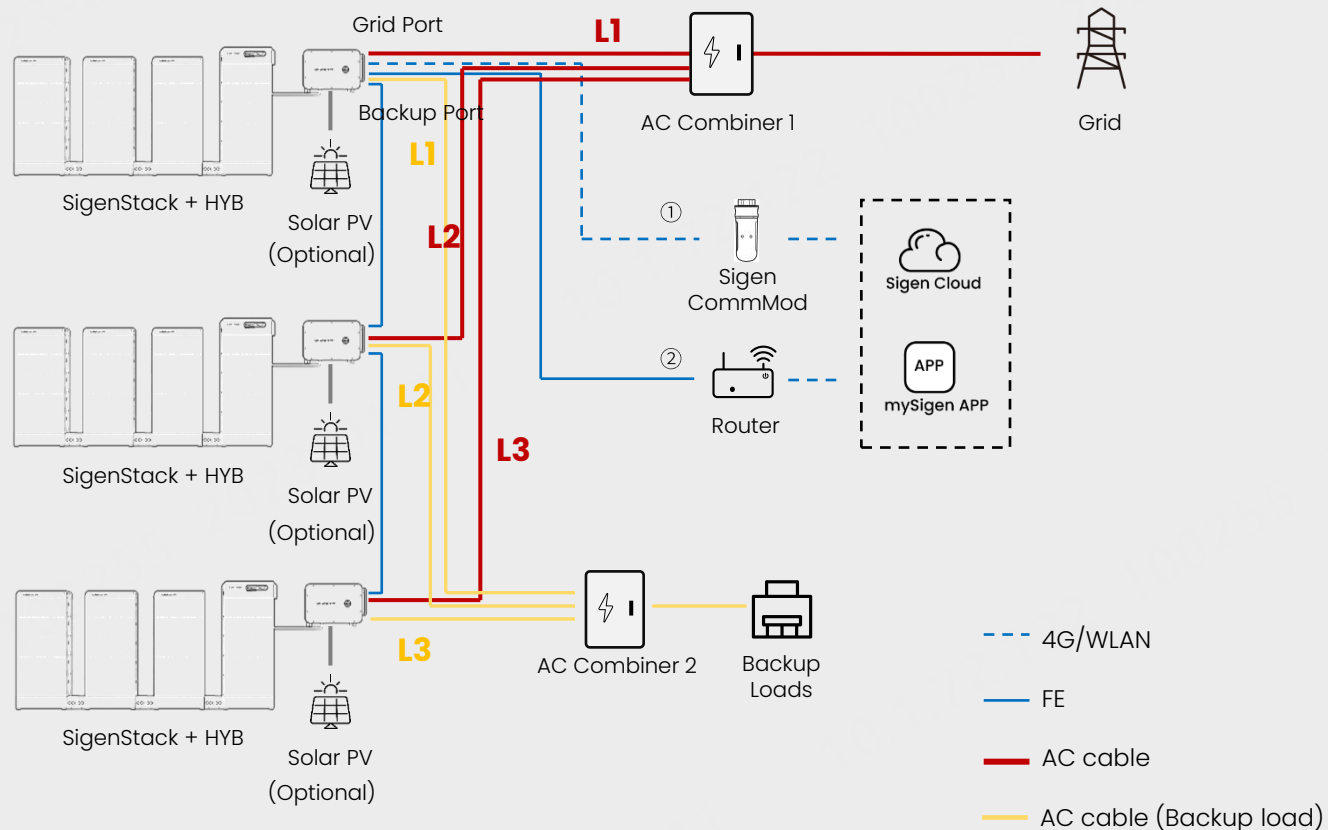 Grid Port
L1
Backup Port
AC Combiner 1
Grid
L1
SigenStack + HYB
Solar PV
(Optional)
L2
①
Sigen
CommMod
Sigen Cloud
②
Router
APP
mySigen APP
L2
SigenStack + HYB
Solar PV
(Optional)
L3
L3
AC Combiner 2
Backup
Loads
SigenStack + HYB
Solar PV
(Optional)
4G/WLAN
FE
AC cable
AC cable (Backup load)